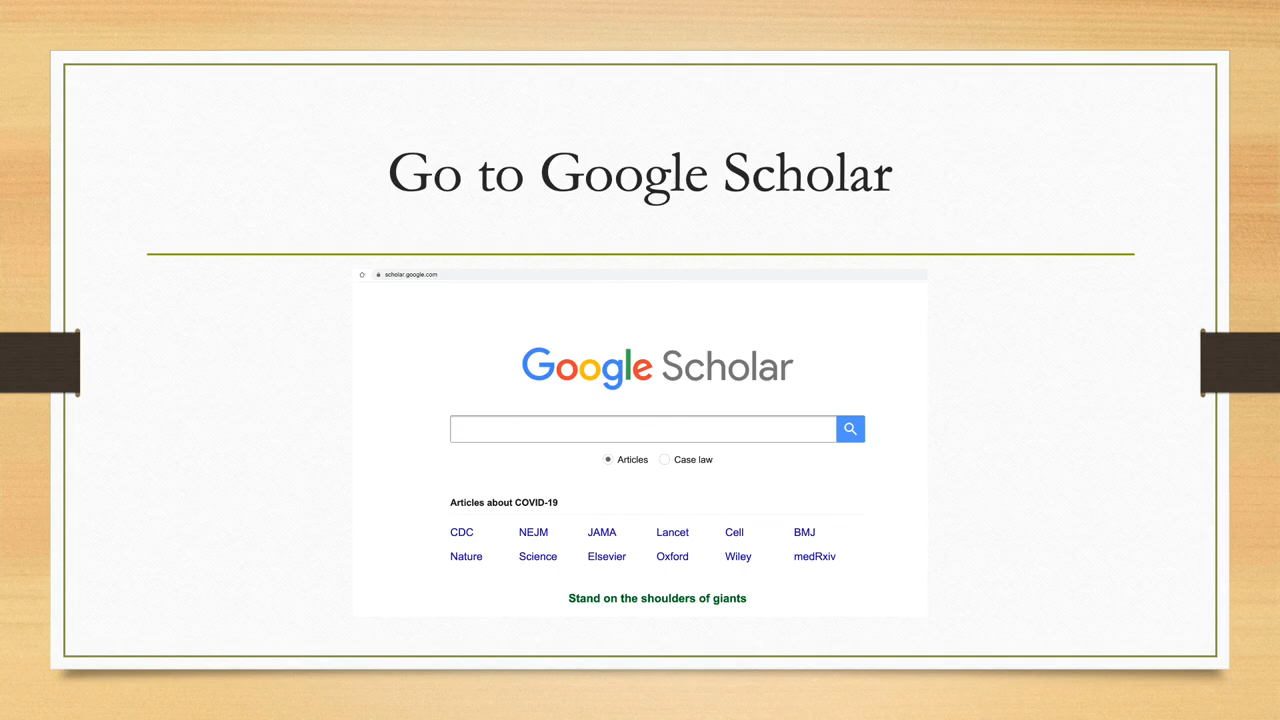 Go to Google Scholar
scholar.google.com
Google Scholar
Articles Case law
Articles about COVID-19
CDC NEJM JAMA Lancet Cell BMJ
Nature Science Elsevier Oxford Wiley medRxiv
Stand on the shoulders of giants